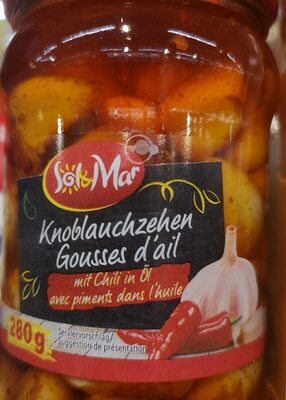 Sol&Mar
Knoblauchzehen
Gousses d'ail
mit Chili in Öl
avec piments dans l'huile
280g
Serviervorschlag/
Suggestion de présentation